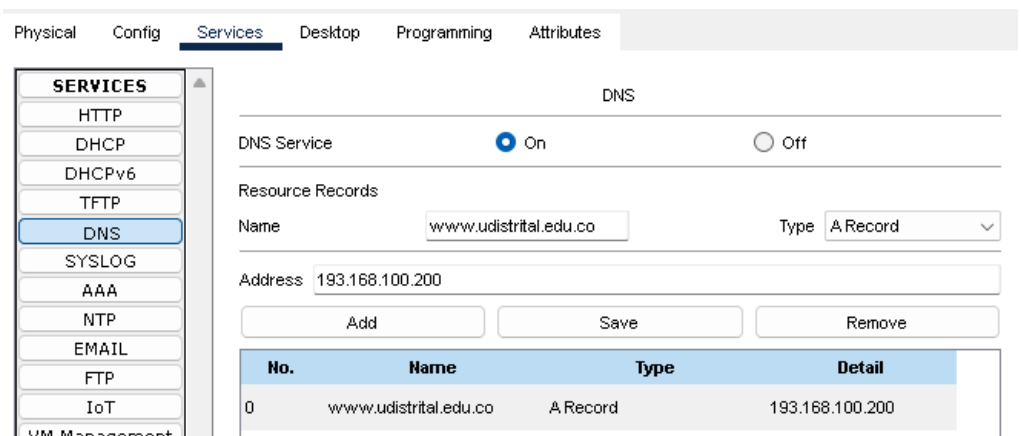 Physical Config Services Desktop Programming Attributes
SERVICES
HTTP
DHCP
DHCPv6
TFTP
DNS
SYSLOG
AAA
NTP
EMAIL
FTP
IoT
VM Management
DNS
DNS Service On Off
Resource Records
Name www.udistrital.edu.co Type A Record
Address 193.168.100.200
Add Save Remove
No. Name Type Detail
0 www.udistrital.edu.co A Record 193.168.100.200